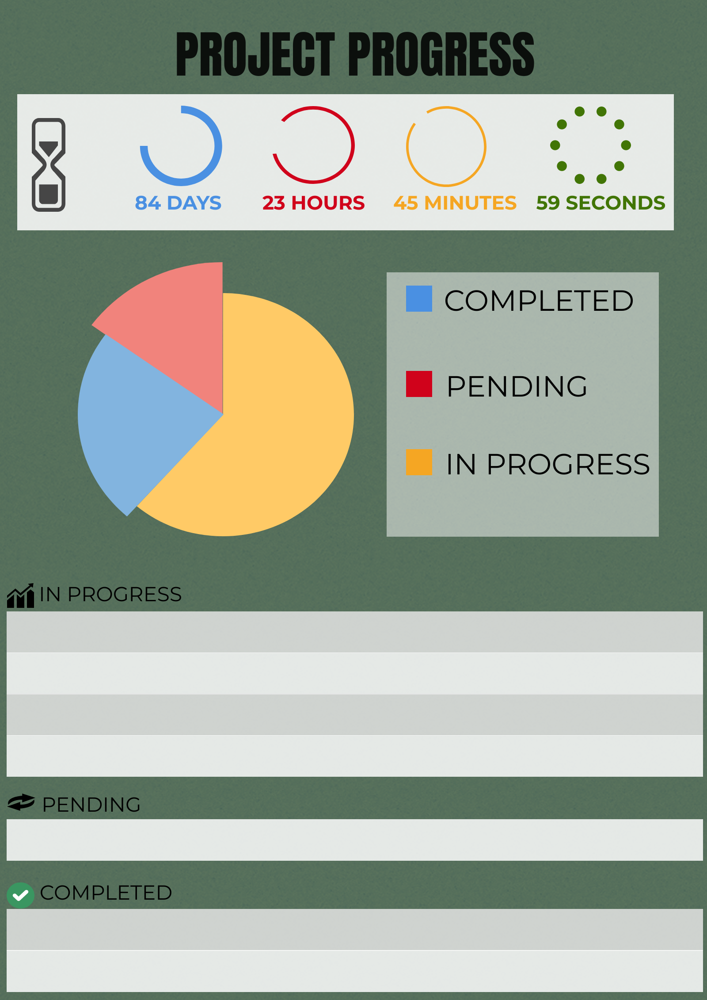 PROJECT PROGRESS
84 DAYS
23 HOURS
45 MINUTES
59 SECONDS
COMPLETED
PENDING
IN PROGRESS
IN PROGRESS
PENDING
COMPLETED